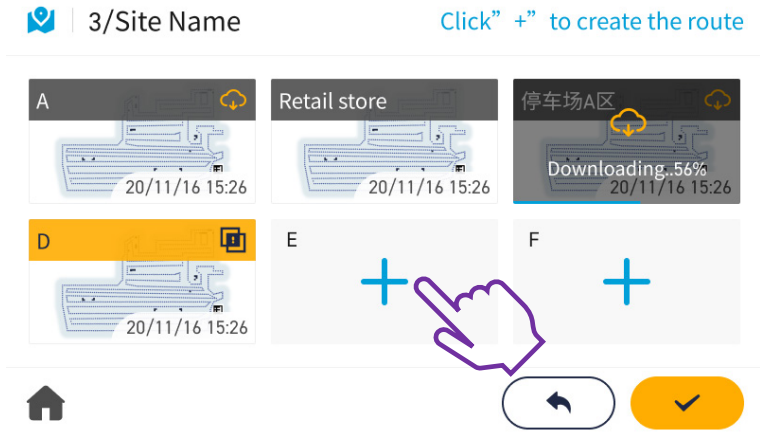 3/Site Name
Click”+”to create the route
A
Retail store
停车场A区
20/11/16 15:26
20/11/16 15:26
Downloading..56%
20/11/16 15:26
D
E
F
20/11/16 15:26